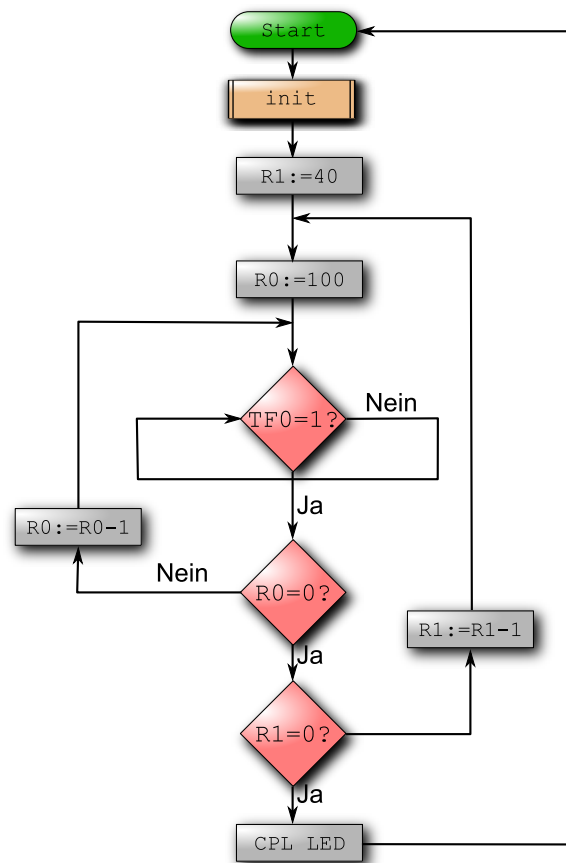 Start
init
R1:=40
R0:=100
TF0=1?
Nein
Ja
R0:=R0-1
Nein
R0=0?
Ja
R1:=R1-1
R1=0?
Ja
CPL LED